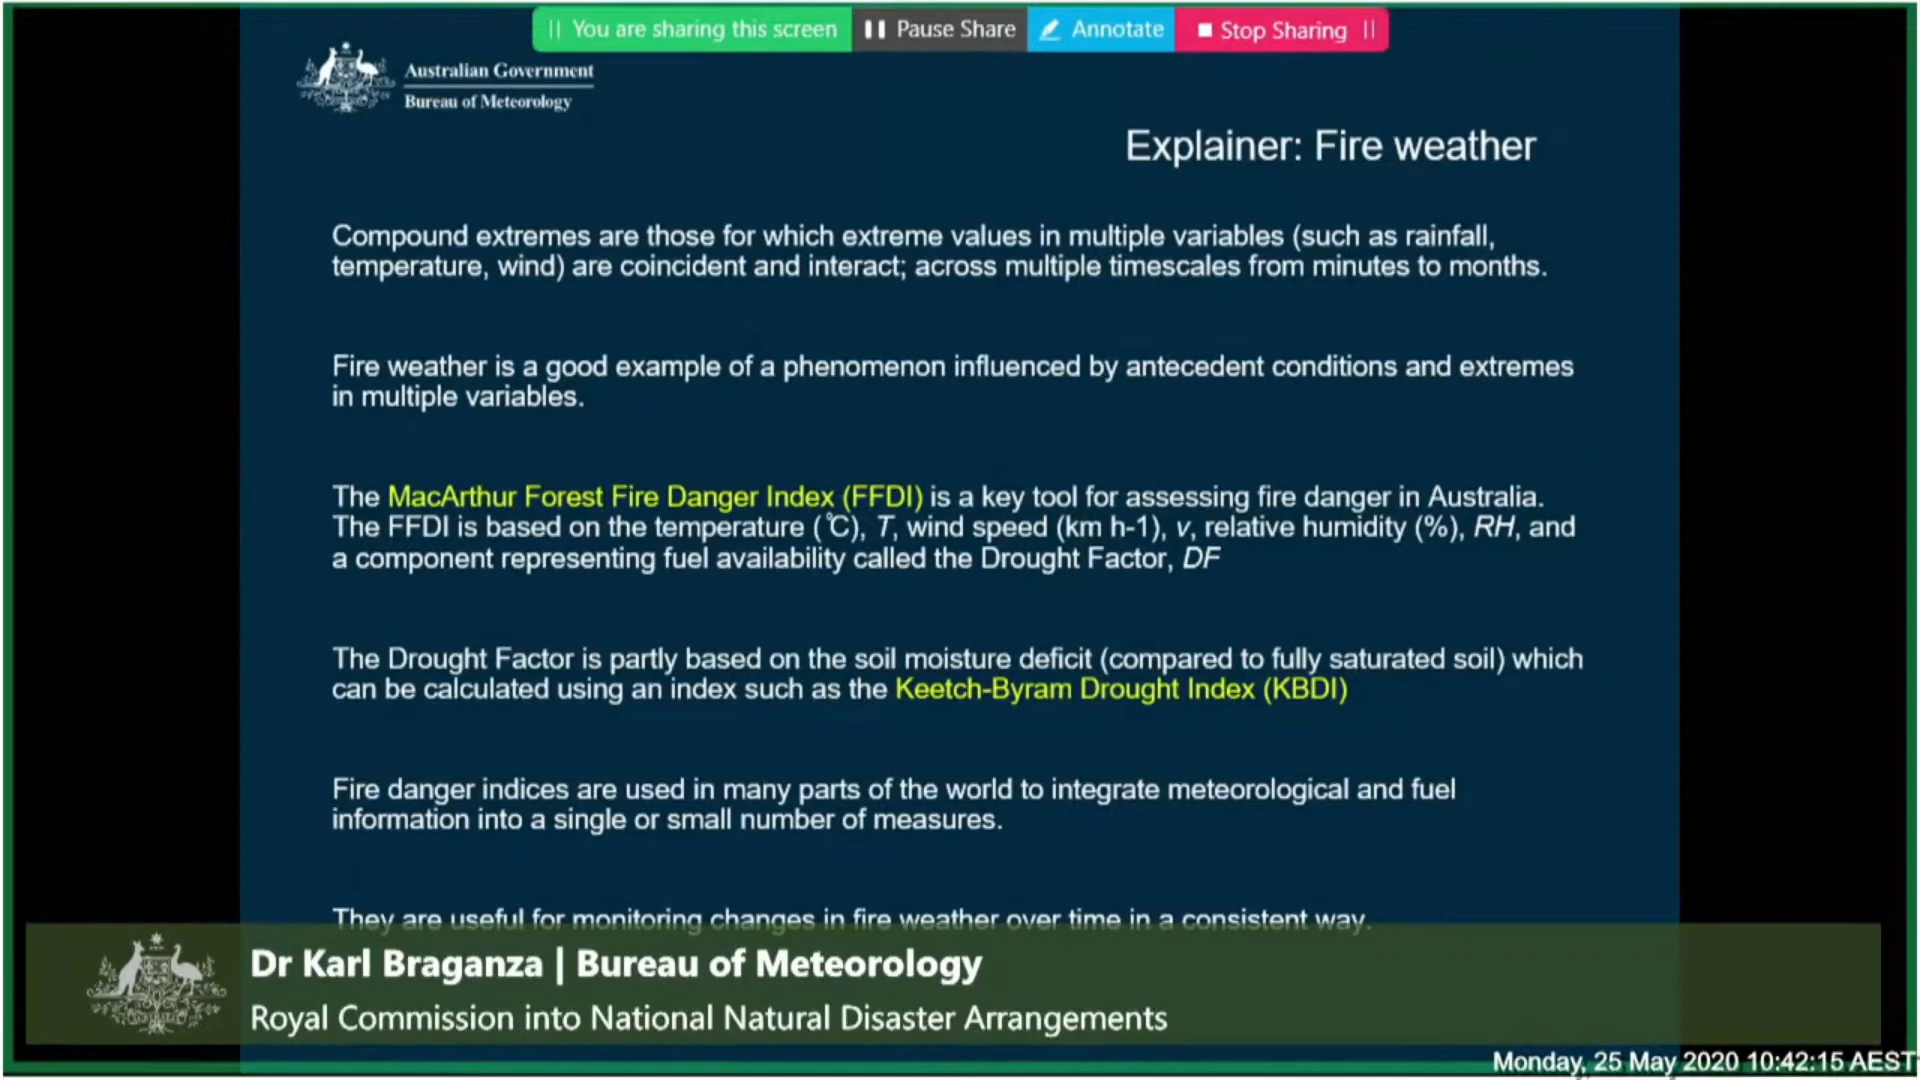 || You are sharing this screen
Pause Share
Annotate
Stop Sharing ||
Australian Government
Bureau of Meteorology
Explainer: Fire weather
Compound extremes are those for which extreme values in multiple variables (such as rainfall,
temperature, wind) are coincident and interact; across multiple timescales from minutes to months.
Fire weather is a good example of a phenomenon influenced by antecedent conditions and extremes
in multiple variables.
The MacArthur Forest Fire Danger Index (FFDI) is a key tool for assessing fire danger in Australia.
The FFDI is based on the temperature (℃), T, wind speed (km h-1), v, relative humidity (%), RH, and
a component representing fuel availability called the Drought Factor, DF
The Drought Factor is partly based on the soil moisture deficit (compared to fully saturated soil) which
can be calculated using an index such as the Keetch-Byram Drought Index (KBDI)
Fire danger indices are used in many parts of the world to integrate meteorological and fuel
information into a single or small number of measures.
They are useful for monitoring changes in fire weather over time in a consistent way.
Dr Karl Braganza | Bureau of Meteorology
Royal Commission into National Natural Disaster Arrangements
Monday, 25 May 2020 10:42:15 AEST